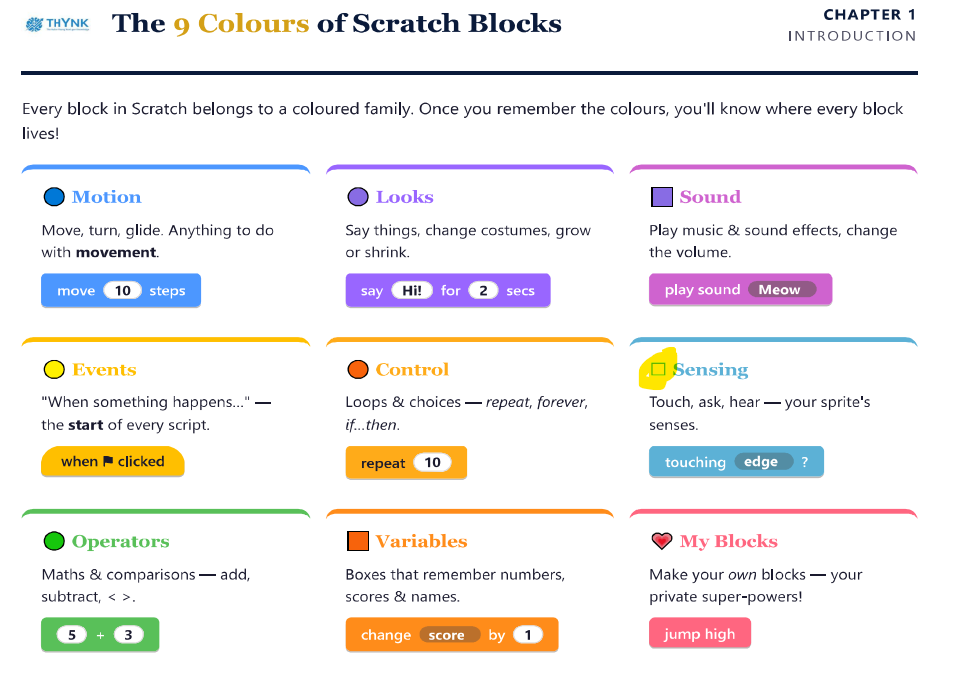 THYNK
The 9 Colours of Scratch Blocks
CHAPTER 1
INTRODUCTION
Every block in Scratch belongs to a coloured family. Once you remember the colours, you'll know where every block
lives!
Motion
Move, turn, glide. Anything to do
with movement.
move 10 steps
Looks
Say things, change costumes, grow
or shrink.
say Hi! for 2 secs
Sound
Play music & sound effects, change
the volume.
play sound Meow
Events
"When something happens..." —
the start of every script.
when clicked
Control
Loops & choices — repeat, forever,
if...then.
repeat 10
Sensing
Touch, ask, hear — your sprite's
senses.
touching edge ?
Operators
Maths & comparisons — add,
subtract, < >.
5 + 3
Variables
Boxes that remember numbers,
scores & names.
change score by 1
My Blocks
Make your own blocks — your
private super-powers!
jump high